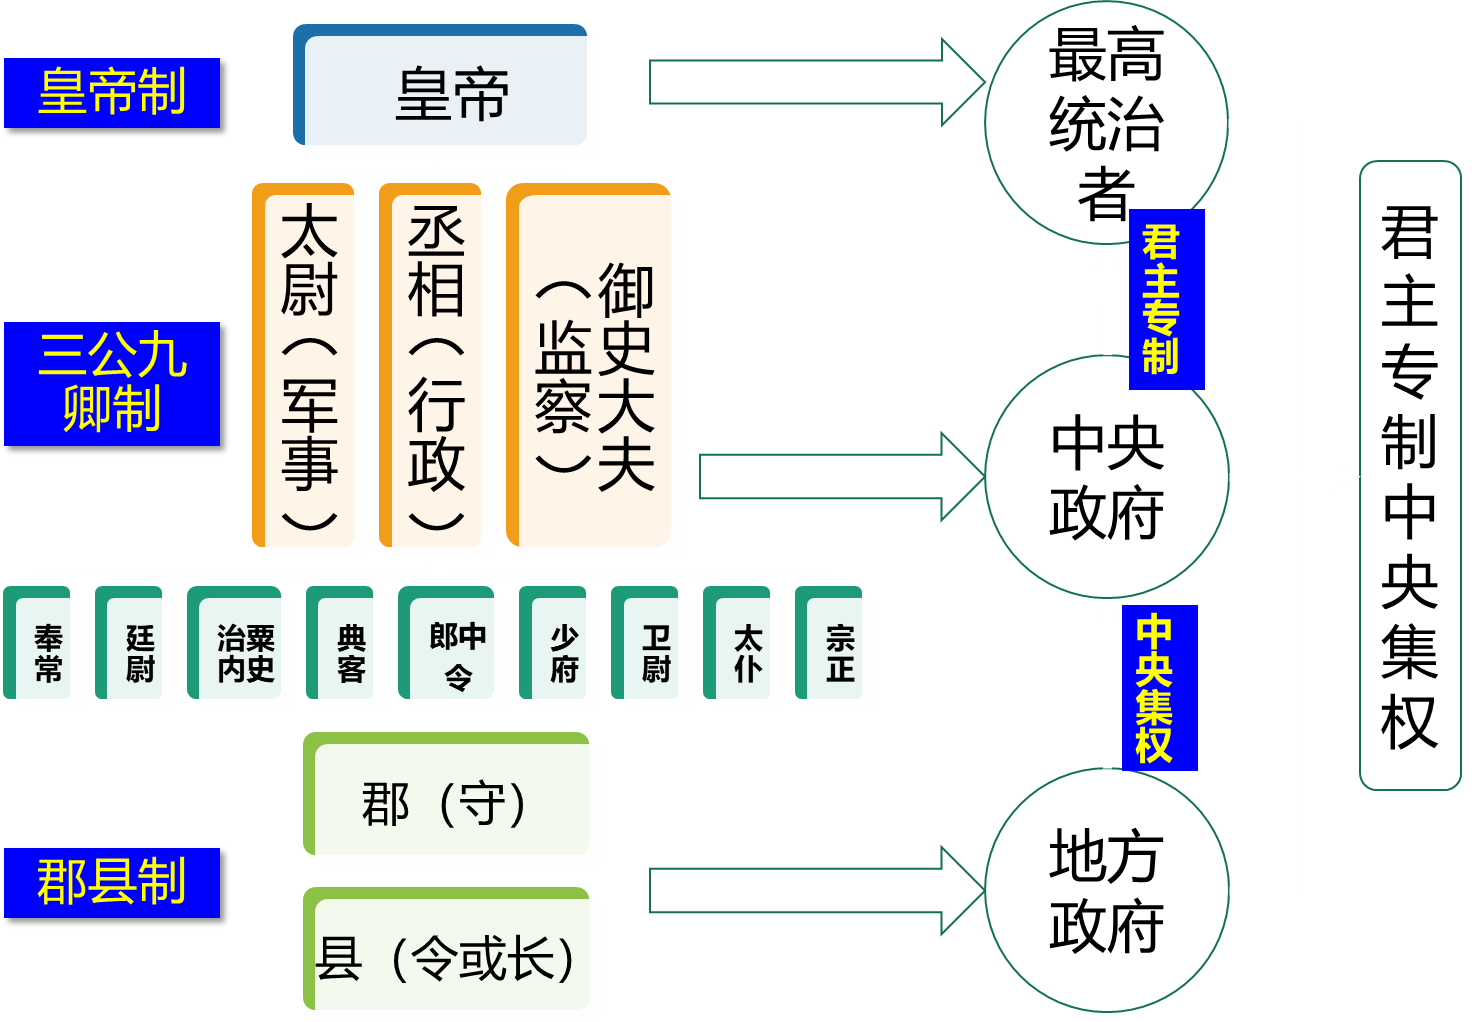 皇帝制
皇帝
最高
统治
者
三公九
卿制
太尉（军事）
丞相（行政）
御史大夫
（监察）
君主专制
中央
政府
君主专制中央集权
奉常
廷尉
治粟
内史
典客
郎中
令
少府
卫尉
太仆
宗正
中央集权
郡县制
郡（守）
县（令或长）
地方
政府